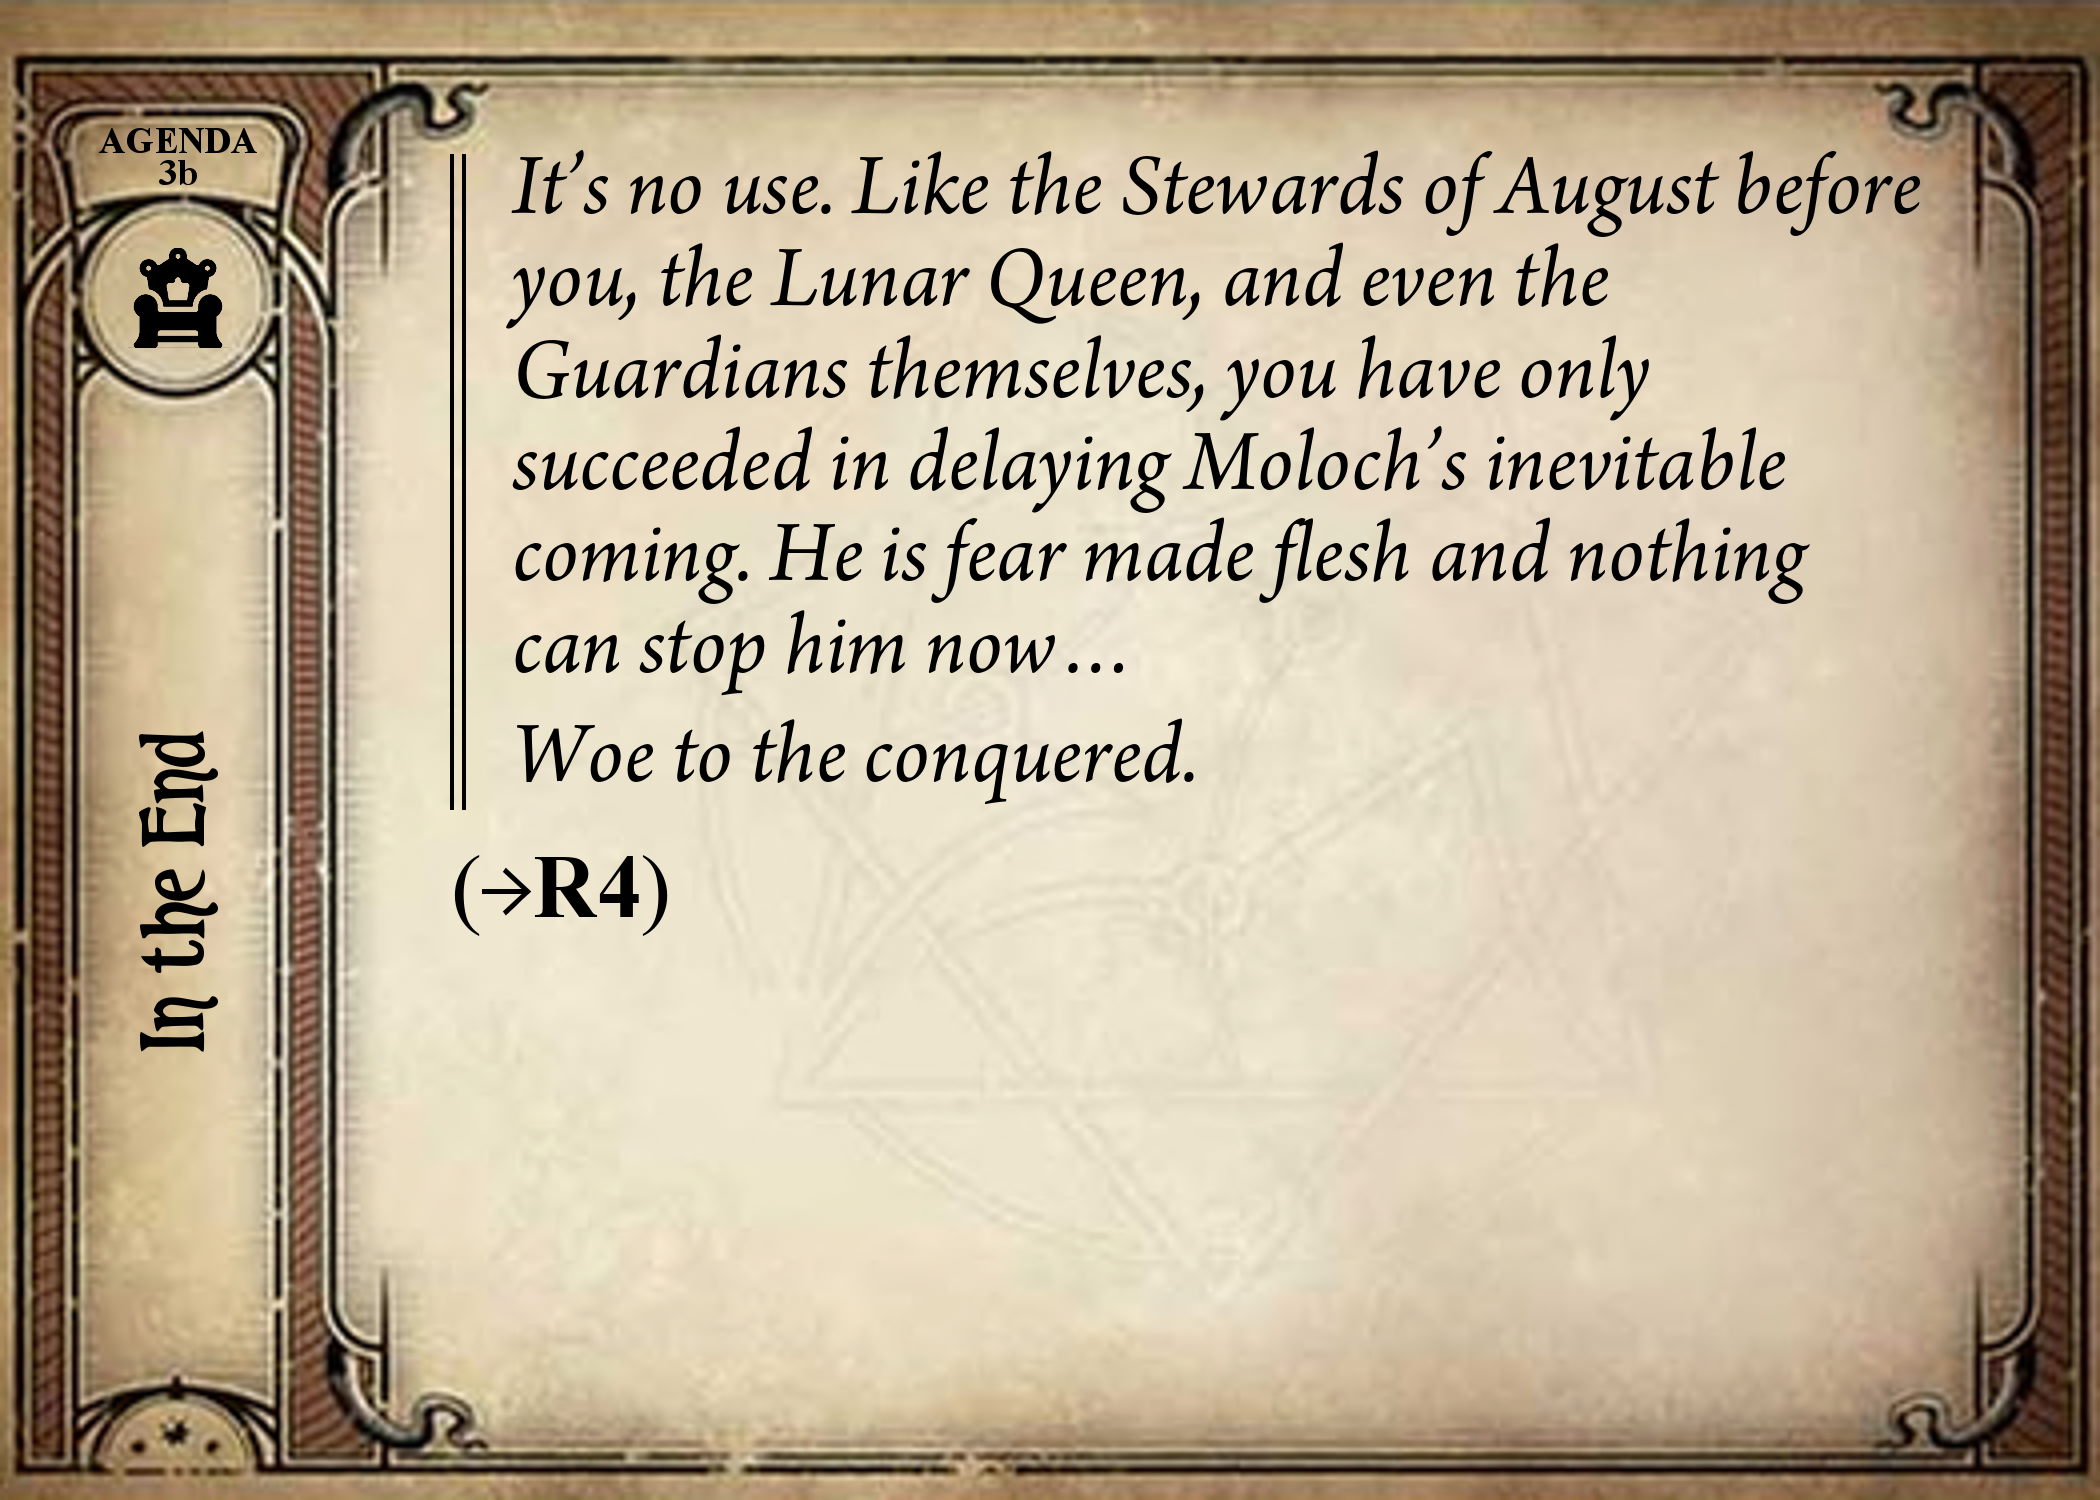 AGENDA
3b
In the End
It’s no use. Like the Stewards of August before
you, the Lunar Queen, and even the
Guardians themselves, you have only
succeeded in delaying Moloch’s inevitable
coming. He is fear made flesh and nothing
can stop him now…
Woe to the conquered.
(→R4)